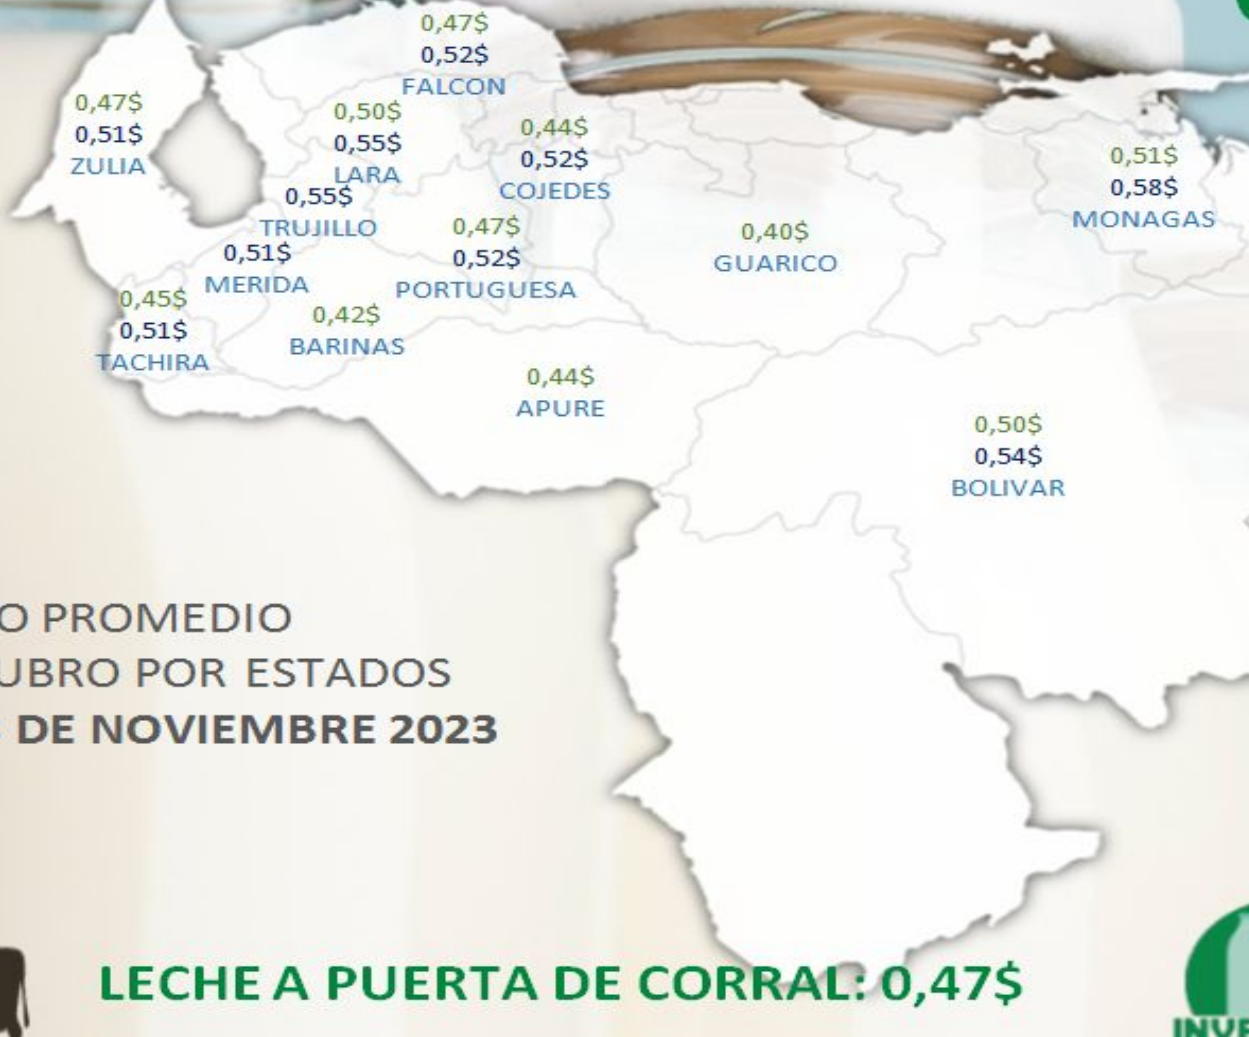 0,47$
0,52$
FALCON
0,47$
0,51$
ZULIA
0,50$
0,55$
LARA
0,44$
0,52$
COJEDES
0,51$
0,58$
MONAGAS
0,55$
TRUJILLO
0,47$
0,52$
PORTUGUESA
0,40$
GUARICO
0,51$
MERIDA
0,45$
0,51$
TACHIRA
0,42$
BARINAS
0,44$
APURE
0,50$
0,54$
BOLIVAR
O PROMEDIO
UBRO POR ESTADOS
DE NOVIEMBRE 2023
LECHE A PUERTA DE CORRAL: 0,47$